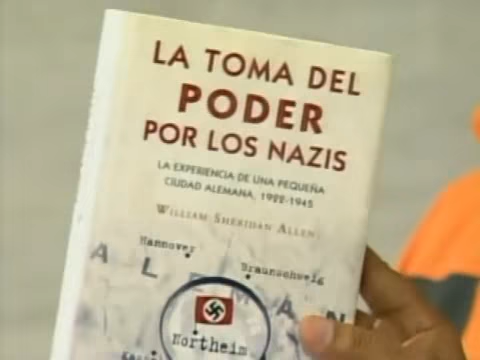 LA TOMA DEL
PODER
POR LOS NAZIS
LA EXPERIENCIA DE UNA PEQUEÑA
CIUDAD ALEMANA, 1922-1945
WILLIAM SHERIDAN ALLEN
Hannover
Braunschweig
ALEMAN
Northeim